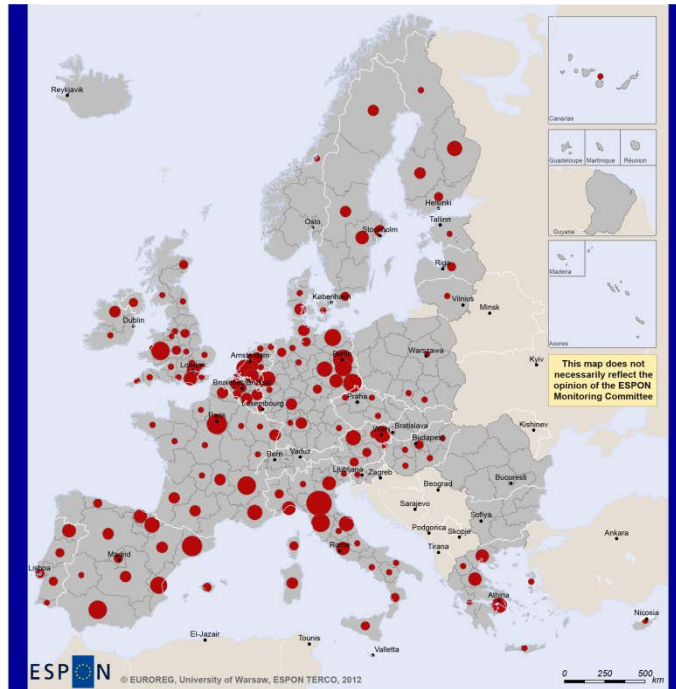 Reykjavik
Canarias
Guadeloupe
Martinique
Réunion
Helsinki
Oslo
Tallinn
Stockholm
Guyane
Riga
Madeira
København
Vilnius
Minsk
Dublin
Acores
Amsterdam
Berlin
Warszawa
London
Kyiv
This map does not
necessarily reflect the
opinion of the ESPON
Monitoring Committee
Luxembourg
Praha
Paris
Wien
Bratislava
Kishinev
Budapest
Bern
Vaduz
Ljubljana
Zagreb
Beograd
Bucuresti
Sarajevo
Sofiya
Podgorica
Skopje
Ankara
Roma
Tirana
Madrid
Lisboa
Athina
Nicosia
El-Jazair
Tounis
Valletta
ESPON
© EUROREG, University of Warsaw, ESPON TERCO, 2012
0 250 500
km